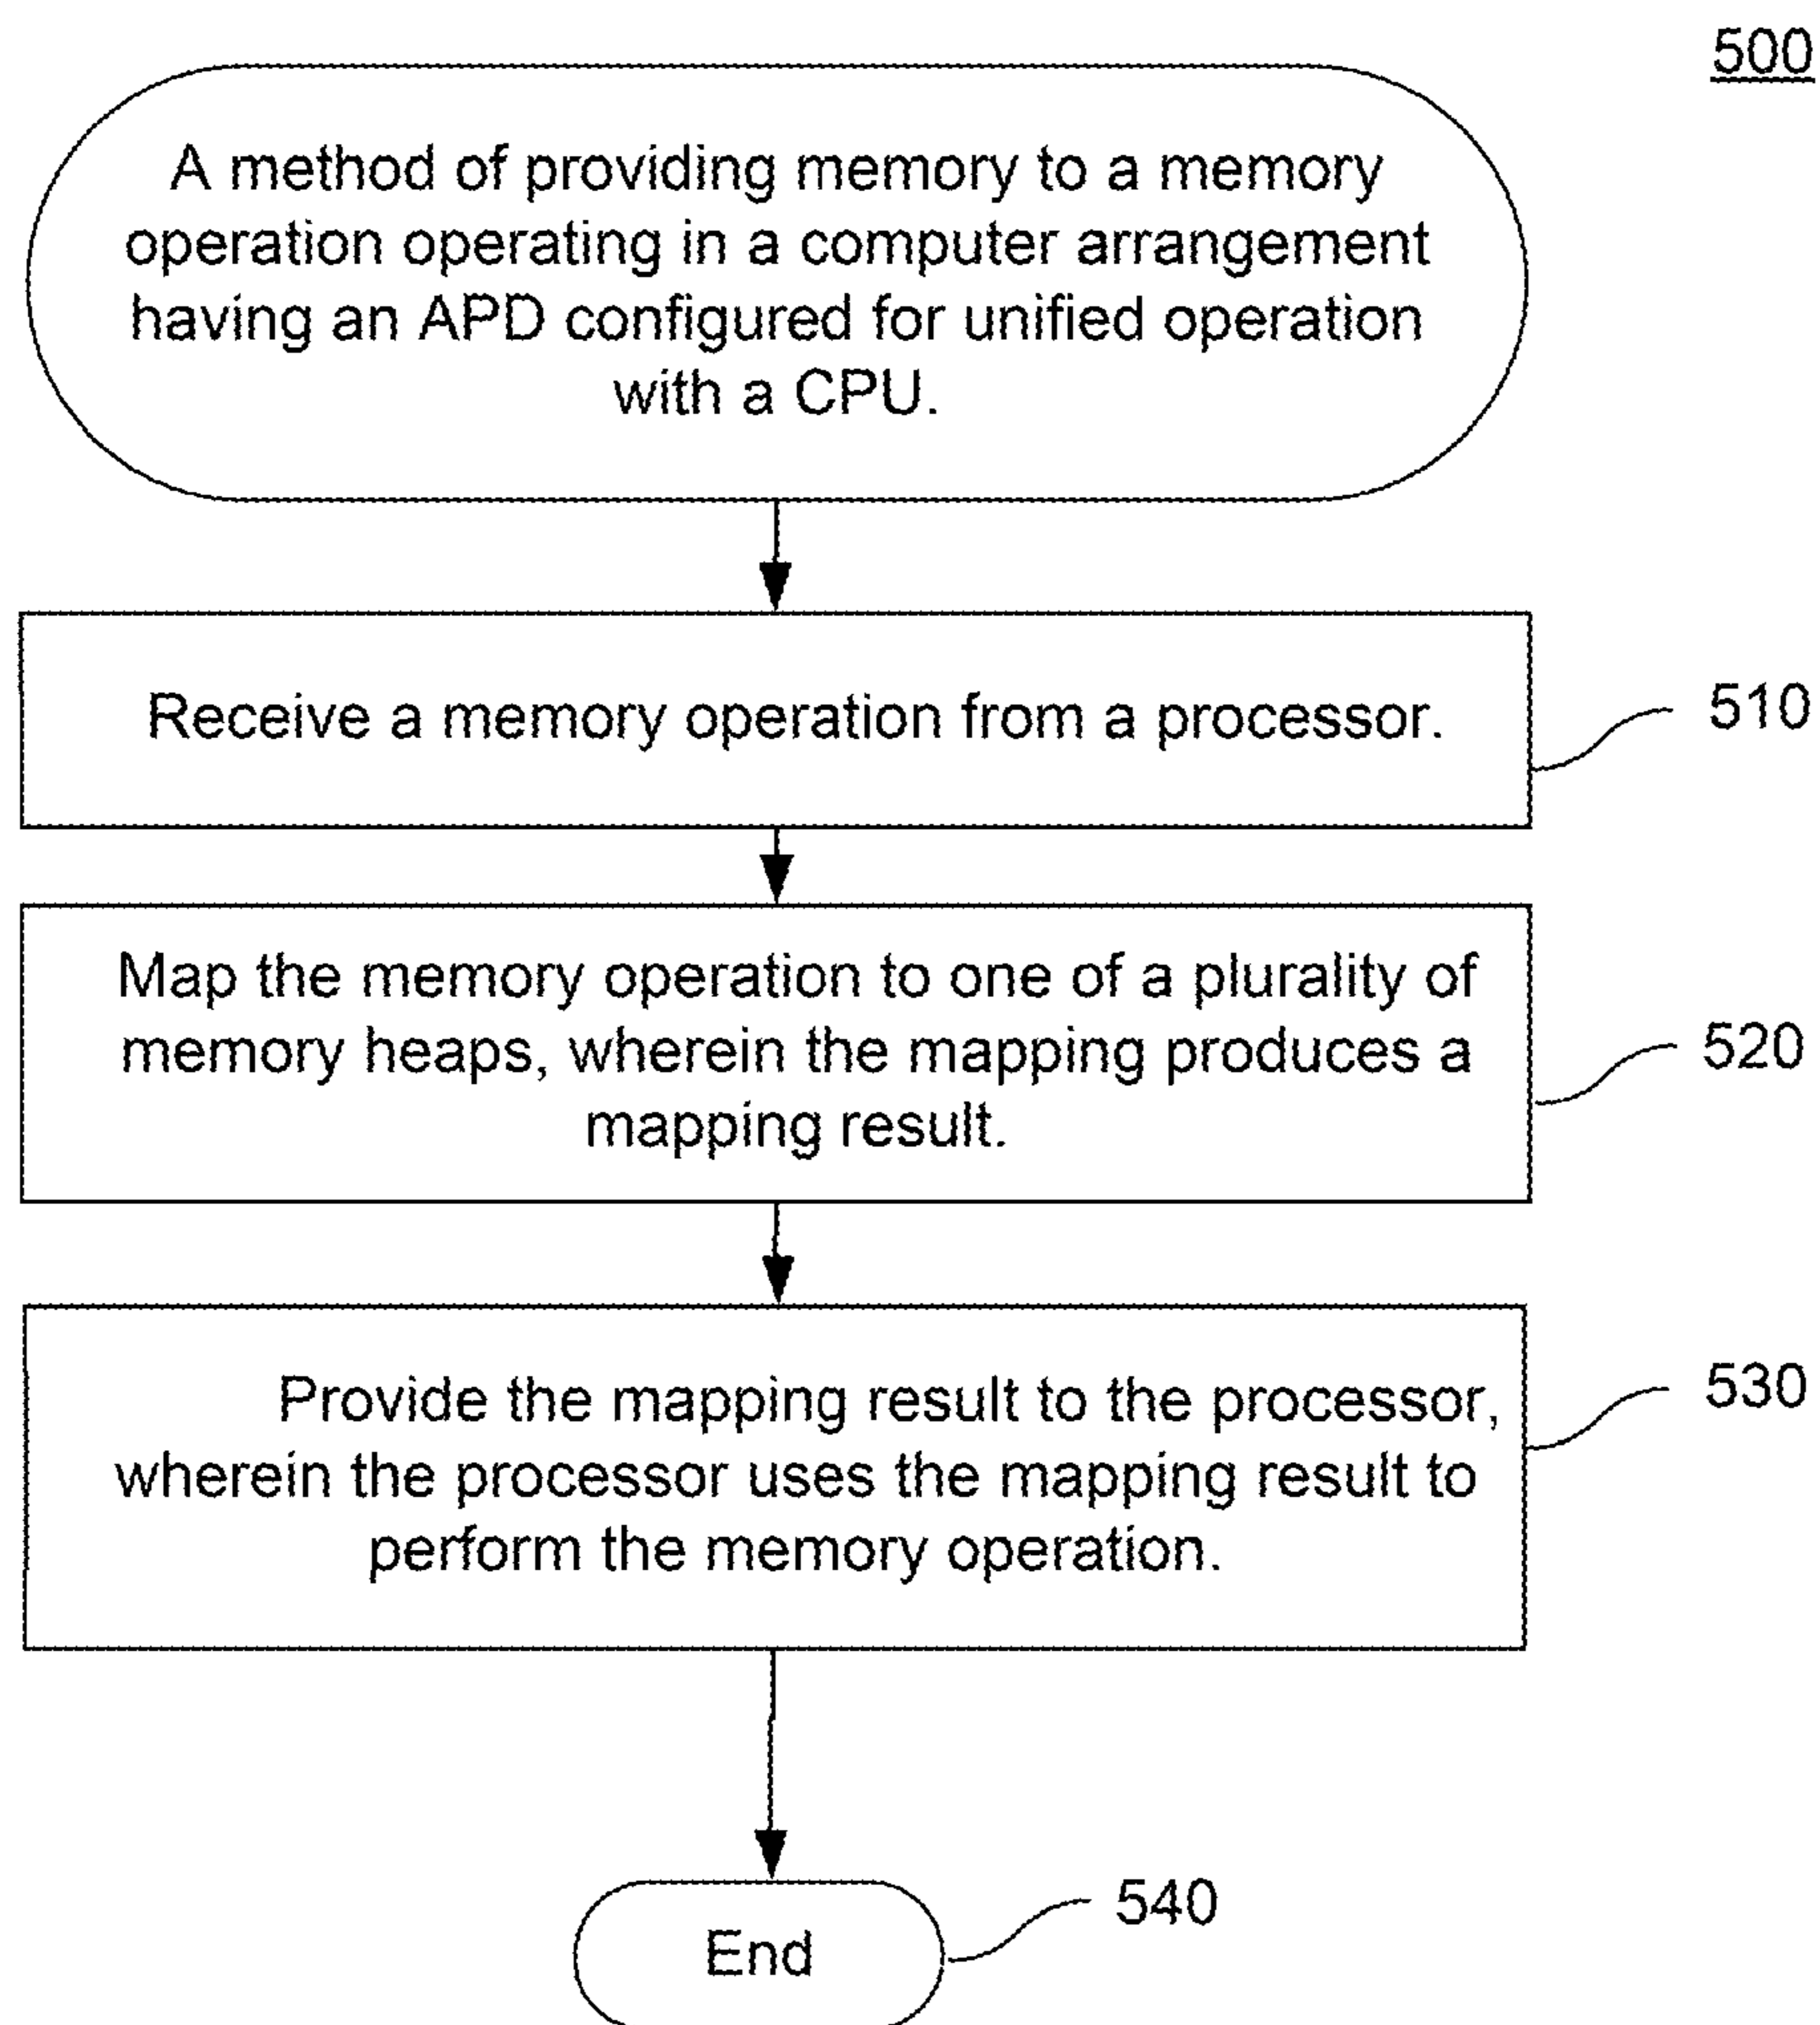 500
A method of providing memory to a memory
operation operating in a computer arrangement
having an APD configured for unified operation
with a CPU.
Receive a memory operation from a processor.
510
Map the memory operation to one of a plurality of
memory heaps, wherein the mapping produces a
mapping result.
520
Provide the mapping result to the processor,
wherein the processor uses the mapping result to
perform the memory operation.
530
End
540